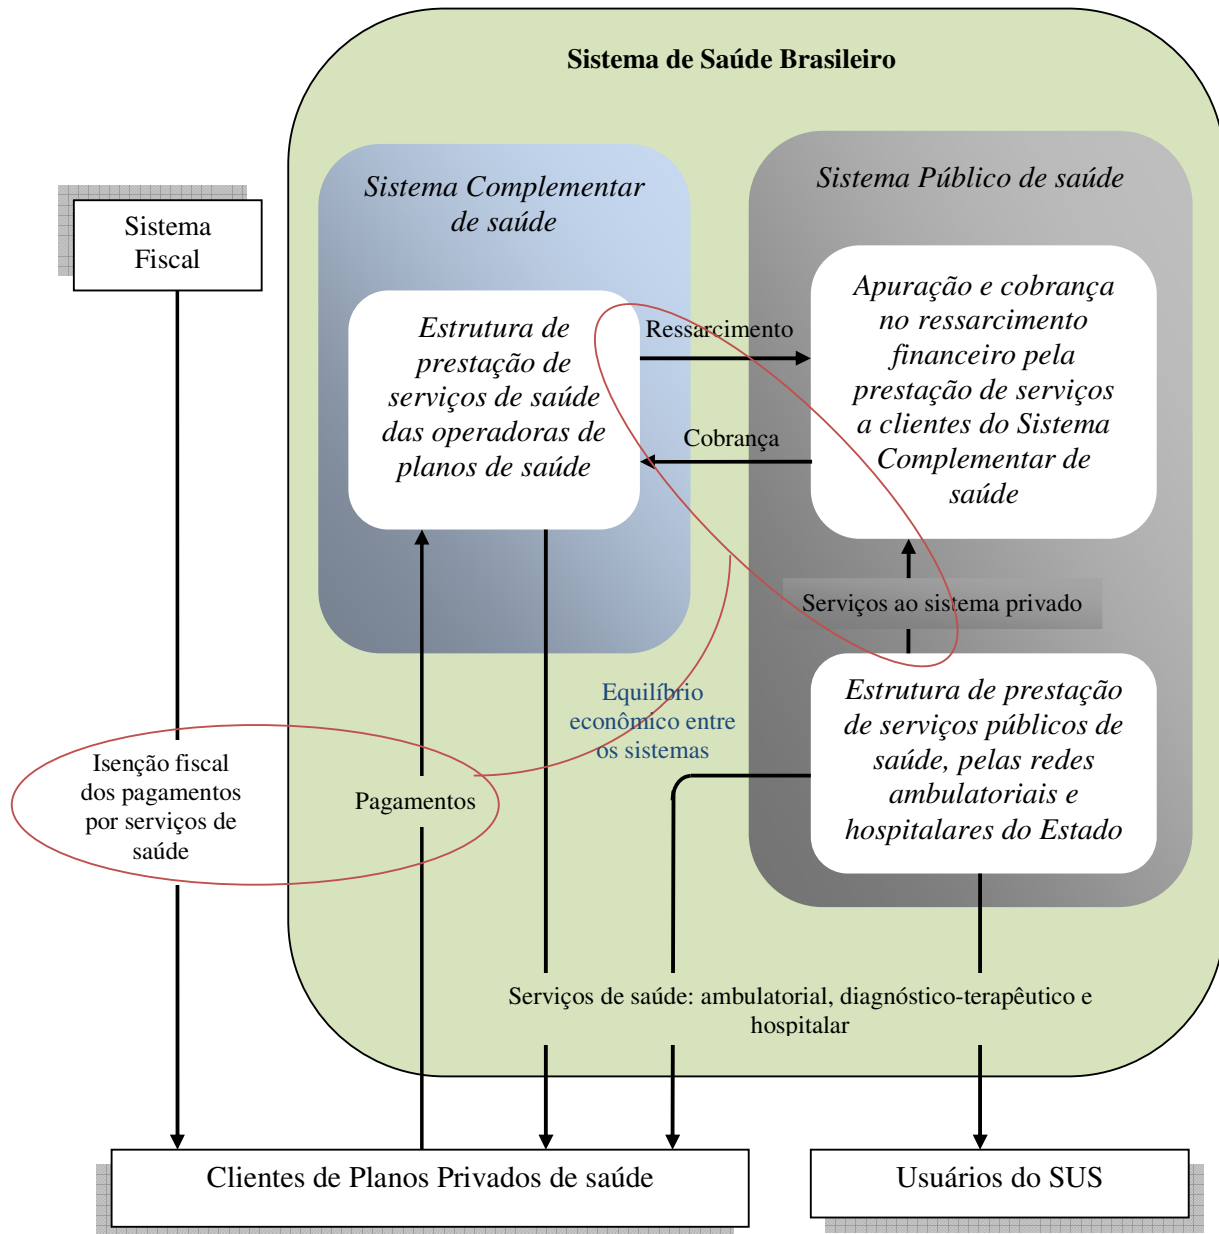 Sistema de Saúde Brasileiro
Sistema Complementar
de saúde
Sistema Público de saúde
Sistema
Fiscal
Estrutura de
prestação de
serviços de saúde
das operadoras de
planos de saúde
Ressarcimento
Cobrança
Apuração e cobrança
no ressarcimento
financeiro pela
prestação de serviços
a clientes do Sistema
Complementar de
saúde
Serviços ao sistema privado
Equilíbrio
econômico entre
os sistemas
Estrutura de prestação
de serviços públicos de
saúde, pelas redes
ambulatoriais e
hospitalares do Estado
Isenção fiscal
dos pagamentos
por serviços de
saúde
Pagamentos
Serviços de saúde: ambulatorial, diagnóstico-terapêutico e
hospitalar
Clientes de Planos Privados de saúde
Usuários do SUS